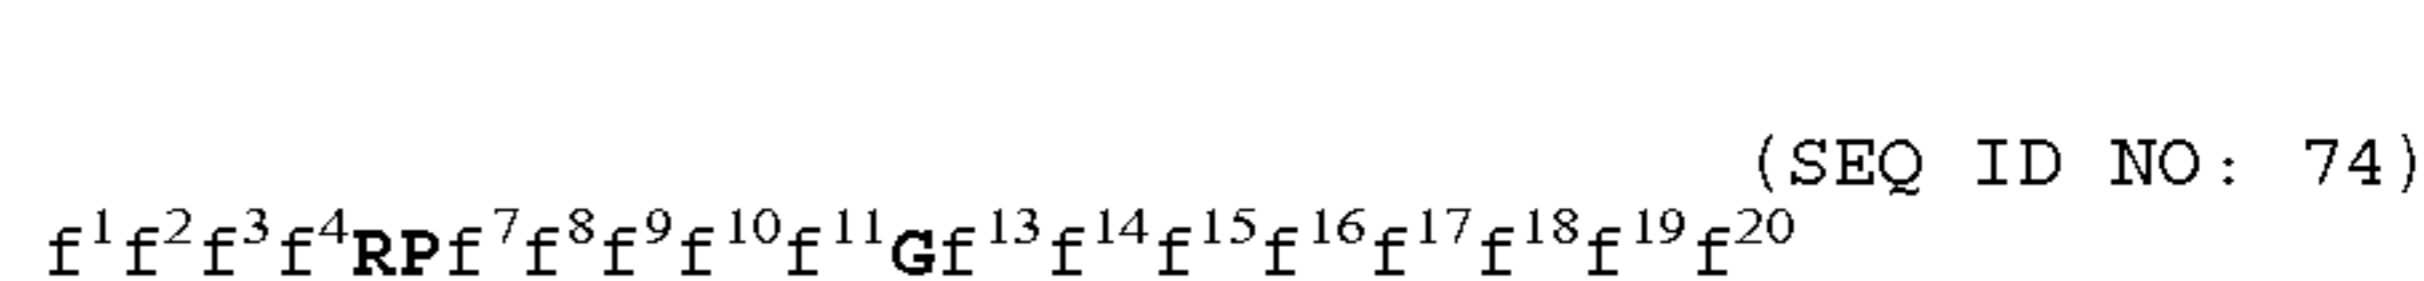 (SEQ ID NO: 74)
f¹f²f³f⁴RPf⁷f⁸f⁹f¹⁰f¹¹Gf¹³f¹⁴f¹⁵f¹⁶f¹⁷f¹⁸f¹⁹f²⁰